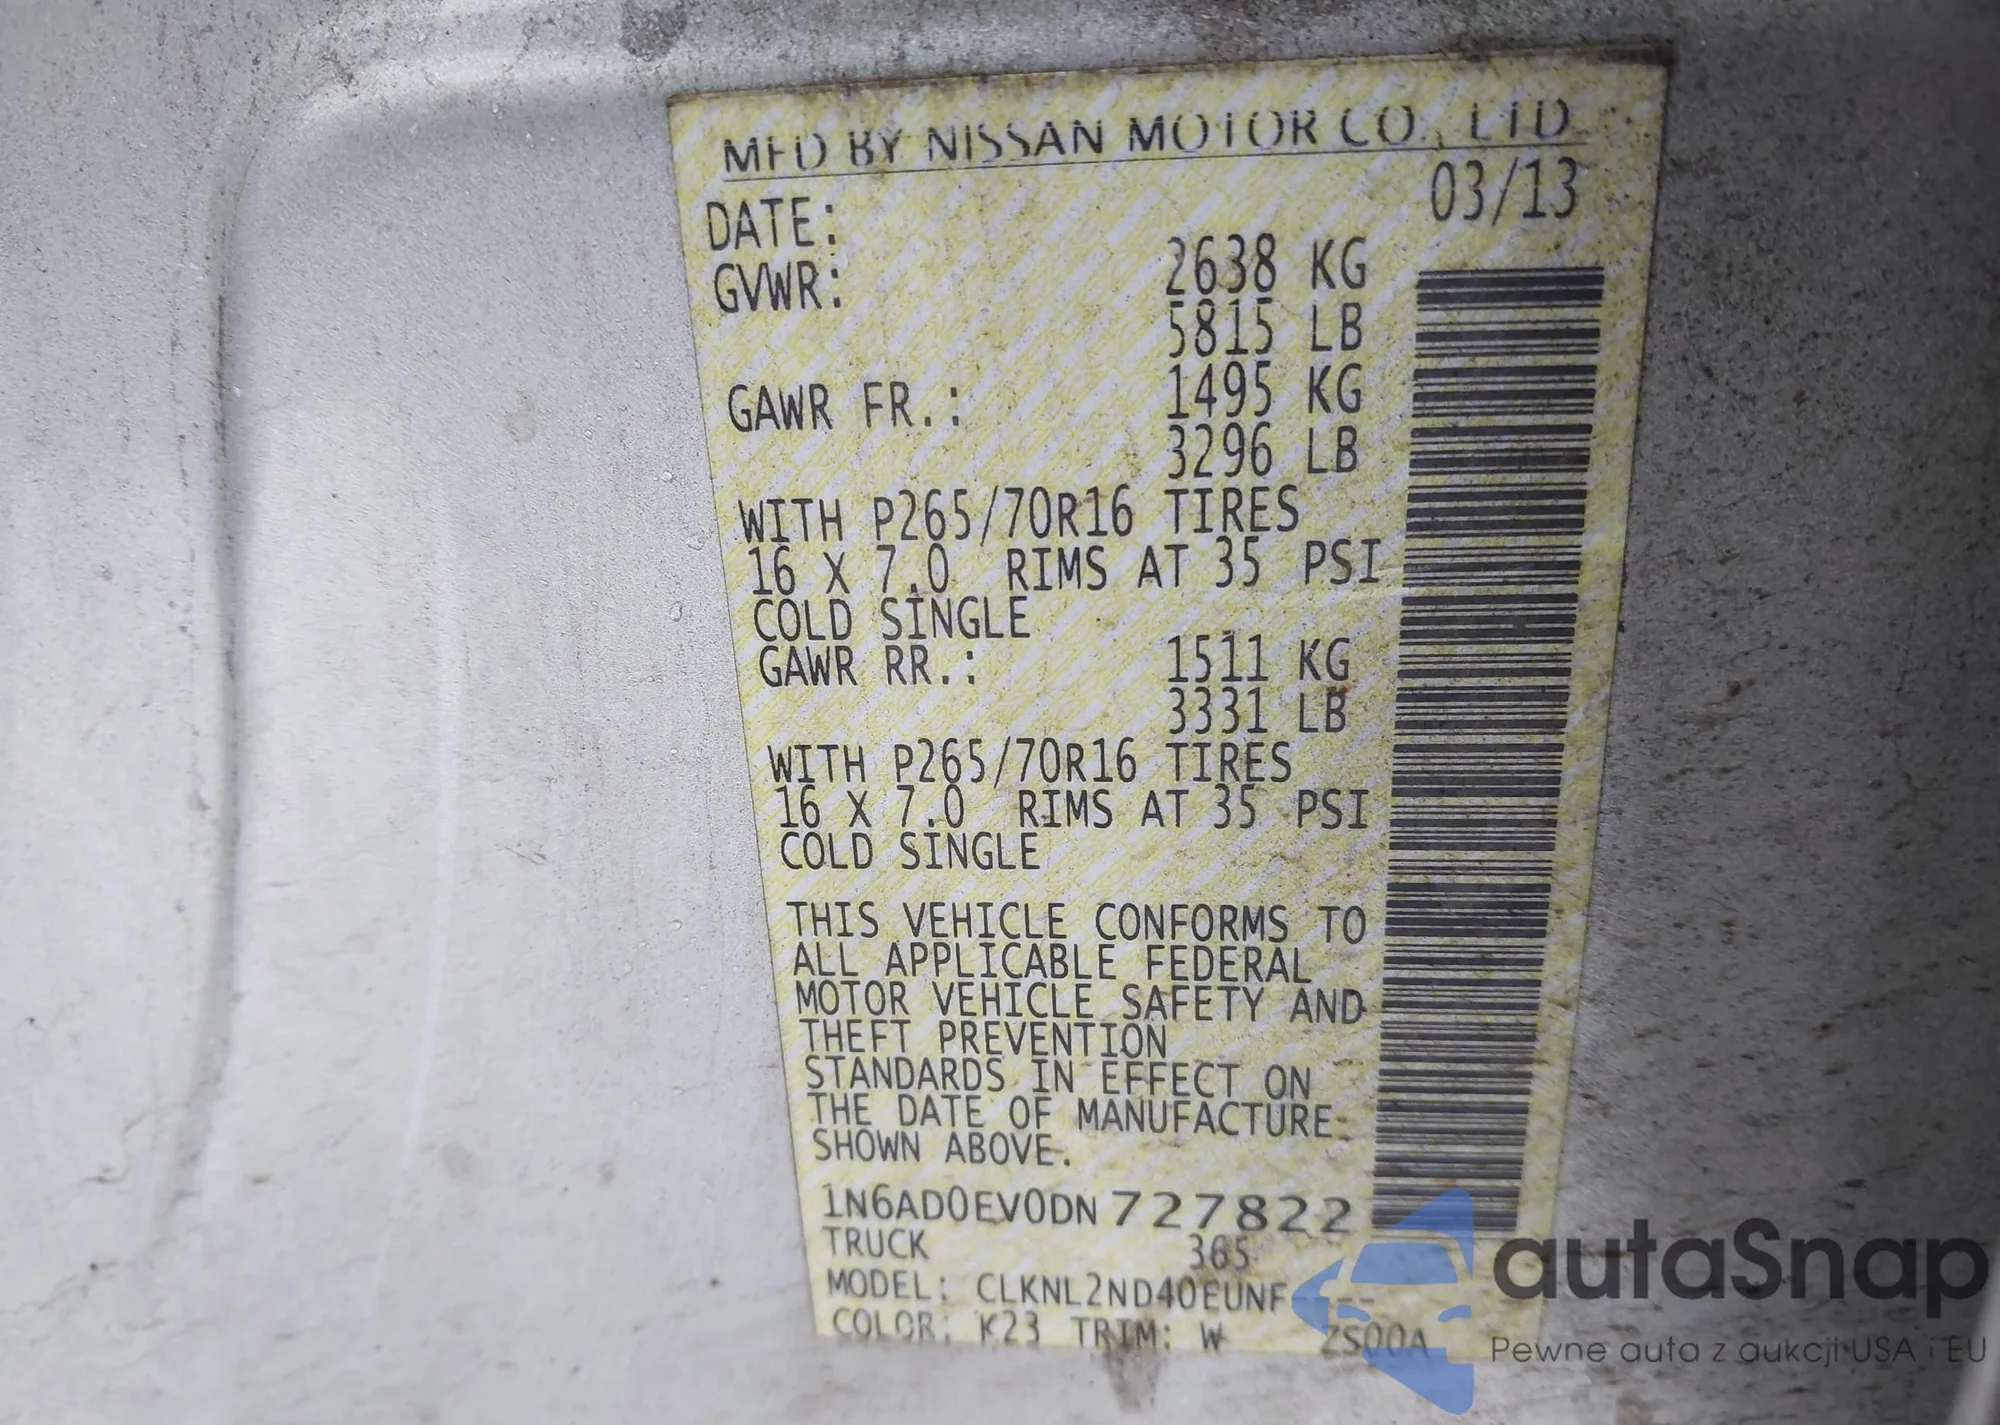 MFD BY NISSAN MOTOR CO., LTD
DATE: 03/13
GVWR: 2638 KG
5815 LB
GAWR FR.: 1495 KG
3296 LB
WITH P265/70R16 TIRES
16 X 7.0 RIMS AT 35 PSI
COLD SINGLE
GAWR RR.: 1511 KG
3331 LB
WITH P265/70R16 TIRES
16 X 7.0 RIMS AT 35 PSI
COLD SINGLE
THIS VEHICLE CONFORMS TO
ALL APPLICABLE FEDERAL
MOTOR VEHICLE SAFETY AND
THEFT PREVENTION
STANDARDS IN EFFECT ON
THE DATE OF MANUFACTURE
SHOWN ABOVE.
1N6AD0EV0DN727822
TRUCK 365
MODEL: CLKNL2ND40EUNF----
COLOR: K23 TRIM: W ZS00A
autaSnap
Pewne auta z aukcji USA i EU